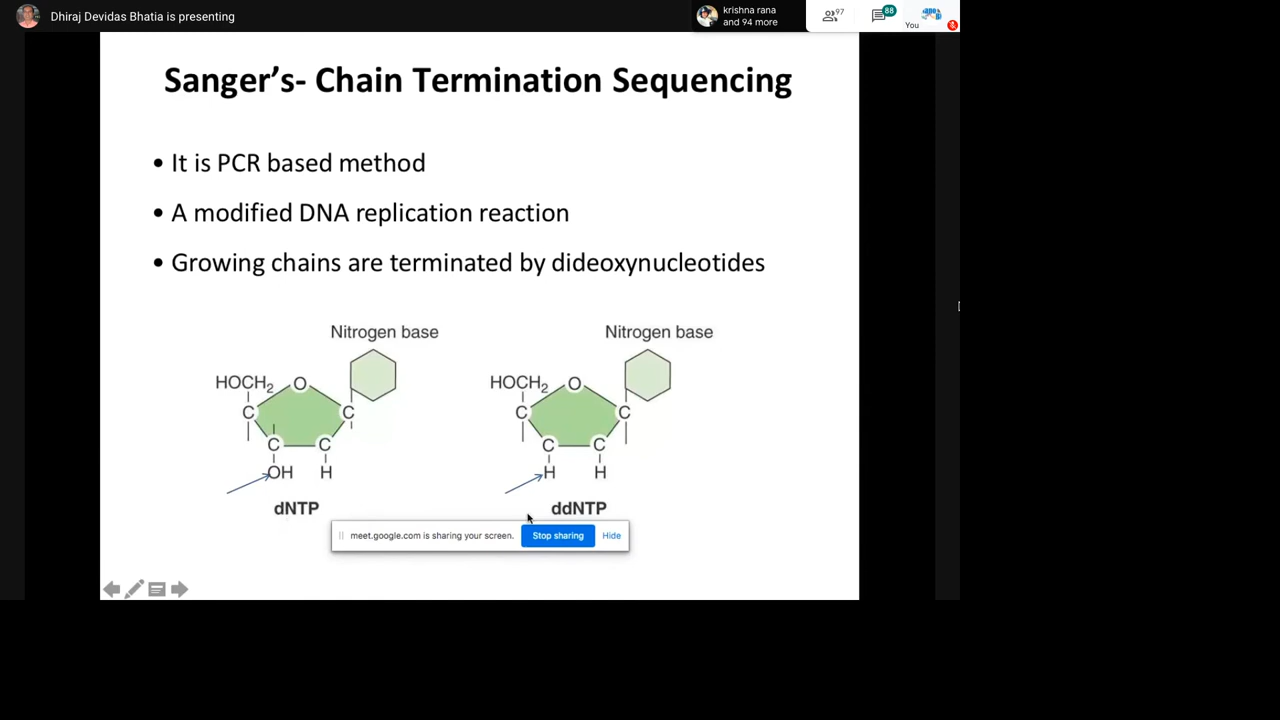 Dhiraj Devidas Bhatia is presenting
krishna rana
and 94 more
97
88
You
Sanger's- Chain Termination Sequencing
• It is PCR based method
• A modified DNA replication reaction
• Growing chains are terminated by dideoxynucleotides
Nitrogen base
Nitrogen base
HOCH2 O
HOCH2 O
C C
C C
C C
C C
OH H
H H
dNTP
ddNTP
meet.google.com is sharing your screen. Stop sharing Hide